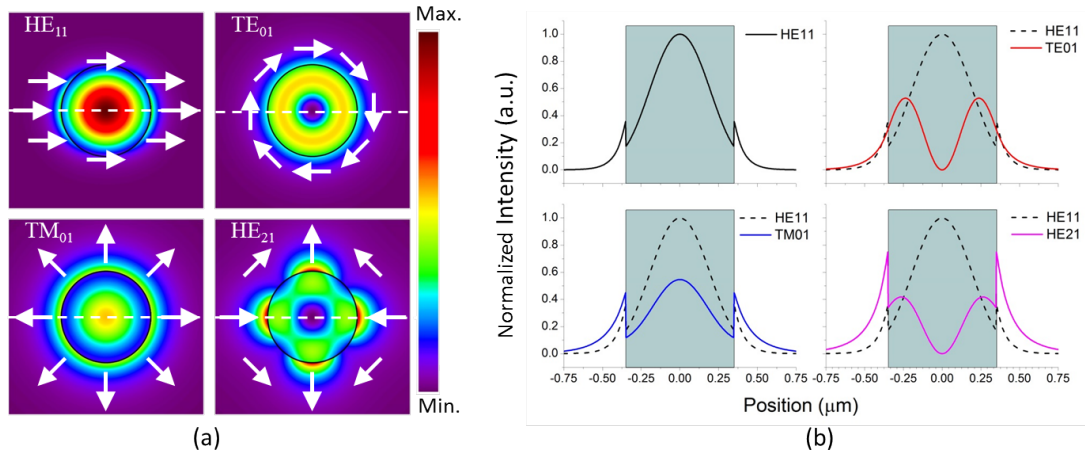 HE11
TE01
Max.
TM01
HE21
Min.
(a)
Normalized Intensity (a.u.)
1.0
0.8
0.6
0.4
0.2
0.0
HE11
HE11
TE01
1.0
0.8
0.6
0.4
0.2
0.0
HE11
TM01
HE11
HE21
-0.75 -0.50 -0.25 0.00 0.25 0.50 0.75
-0.75 -0.50 -0.25 0.00 0.25 0.50 0.75
Position (μm)
(b)